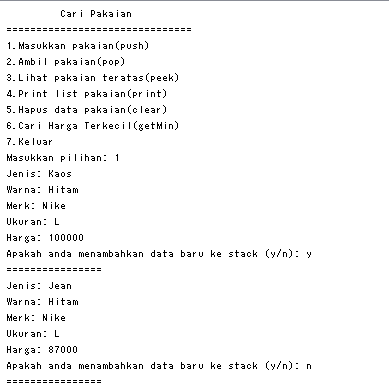 Cari Pakaian
===============================
1.Masukkan pakaian(push)
2.Ambil pakaian(pop)
3.Lihat pakaian teratas(peek)
4.Print list pakaian(print)
5.Hapus data pakaian(clear)
6.Cari Harga Terkecil(getMin)
7.Keluar
Masukkan pilihan: 1
Jenis: Kaos
Warna: Hitam
Merk: Nike
Ukuran: L
Harga: 100000
Apakah anda menambahkan data baru ke stack (y/n): y
================
Jenis: Jean
Warna: Hitam
Merk: Nike
Ukuran: L
Harga: 87000
Apakah anda menambahkan data baru ke stack (y/n): n
================